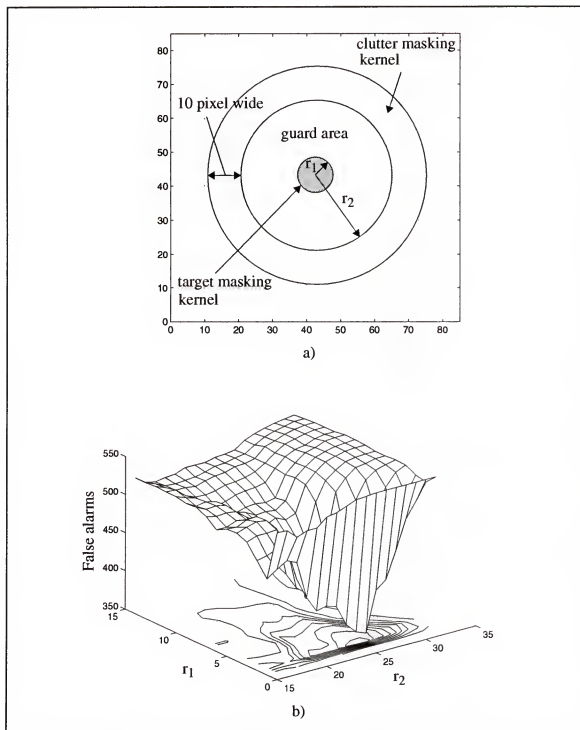 80
70
60
50
40
30
20
10
0
0 10 20 30 40 50 60 70 80
clutter masking
kernel
10 pixel wide
guard area
r1
r2
target masking
kernel
a)
550
500
450
400
350
False alarms
15
10
5
0
r1
15
20
25
30
35
r2
b)